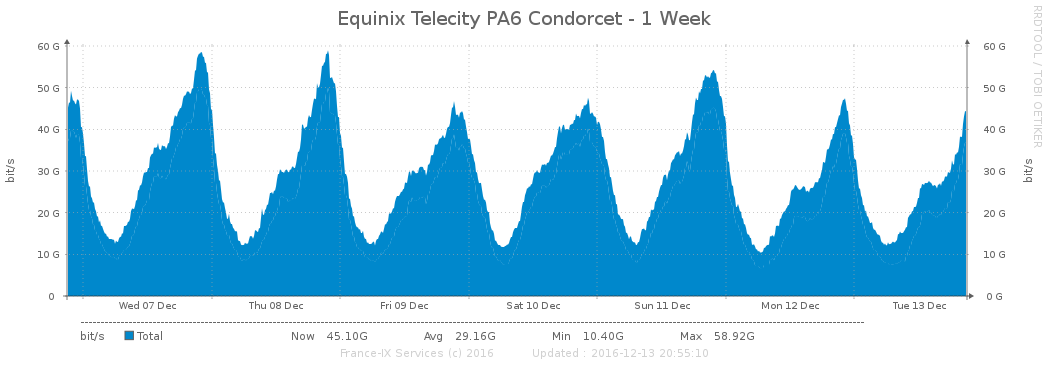 Equinix Telecity PA6 Condorcet - 1 Week
RRDTOOL / TOBI OETIKER
bit/s
60 G
50 G
40 G
30 G
20 G
10 G
0
60 G
50 G
40 G
30 G
20 G
10 G
0 G
bit/s
Wed 07 Dec Thu 08 Dec Fri 09 Dec Sat 10 Dec Sun 11 Dec Mon 12 Dec Tue 13 Dec
bit/s Total Now 45.10G Avg 29.16G Min 10.40G Max 58.92G
France-IX Services (c) 2016 Updated : 2016-12-13 20:55:10